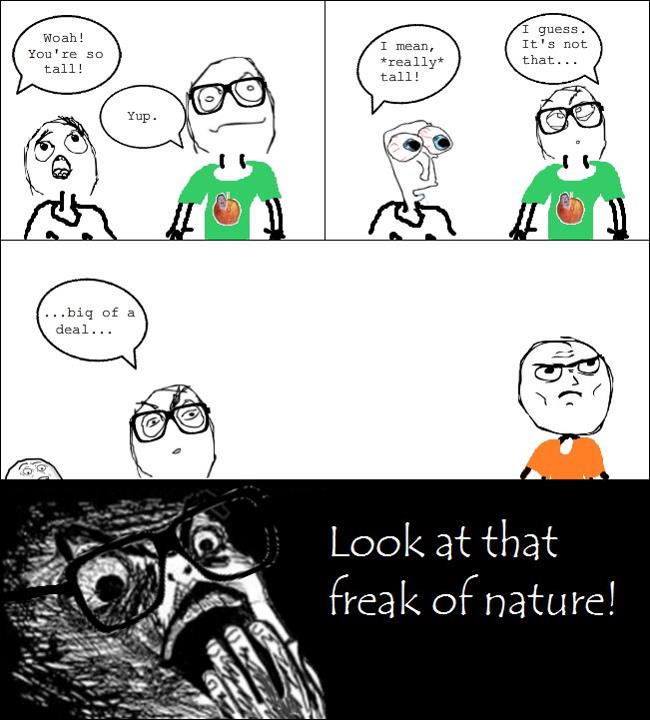 Woah!
You're so
tall!
Yup.
I mean,
*really*
tall!
I guess.
It's not
that...
...big of a
deal...
Look at that
freak of nature!